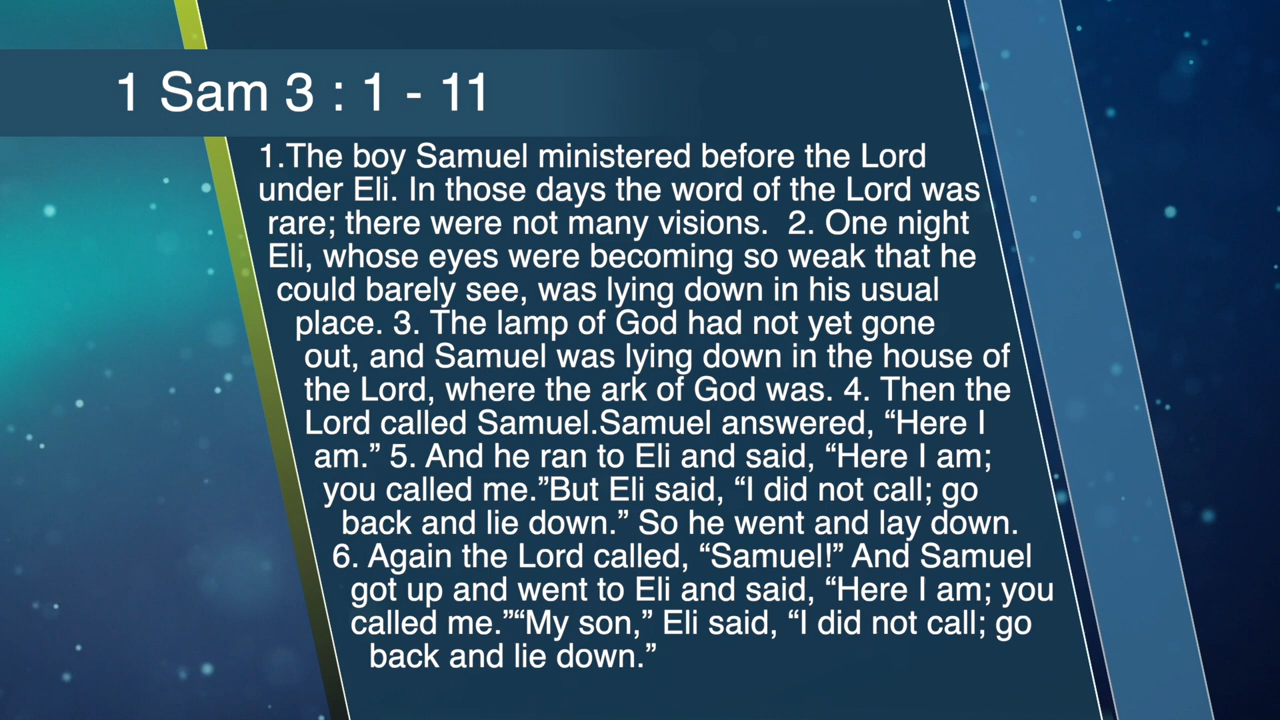 1 Sam 3 : 1 - 11
1.The boy Samuel ministered before the Lord
under Eli. In those days the word of the Lord was
rare; there were not many visions.  2. One night
Eli, whose eyes were becoming so weak that he
could barely see, was lying down in his usual
place. 3. The lamp of God had not yet gone
out, and Samuel was lying down in the house of
the Lord, where the ark of God was. 4. Then the
Lord called Samuel.Samuel answered, “Here I
am.” 5. And he ran to Eli and said, “Here I am;
you called me.”But Eli said, “I did not call; go
back and lie down.” So he went and lay down.
6. Again the Lord called, “Samuel!” And Samuel
got up and went to Eli and said, “Here I am; you
called me.”“My son,” Eli said, “I did not call; go
back and lie down.”